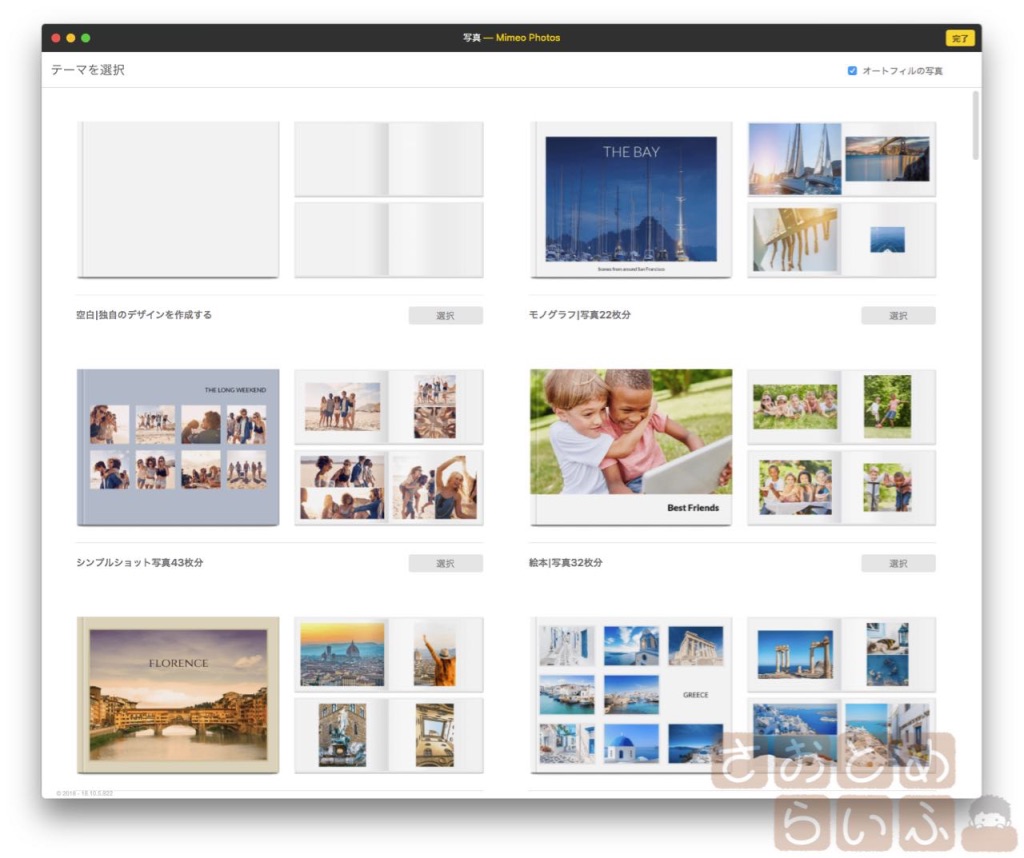 写真 — Mimeo Photos
完了
テーマを選択
オートフィルの写真
THE BAY
Scenes from around San Francisco
空白|独自のデザインを作成する
選択
モノグラフ|写真22枚分
選択
THE LONG WEEKEND
Best Friends
シンプルショット写真43枚分
選択
絵本|写真32枚分
選択
FLORENCE
GREECE
さおとめ
らいふ